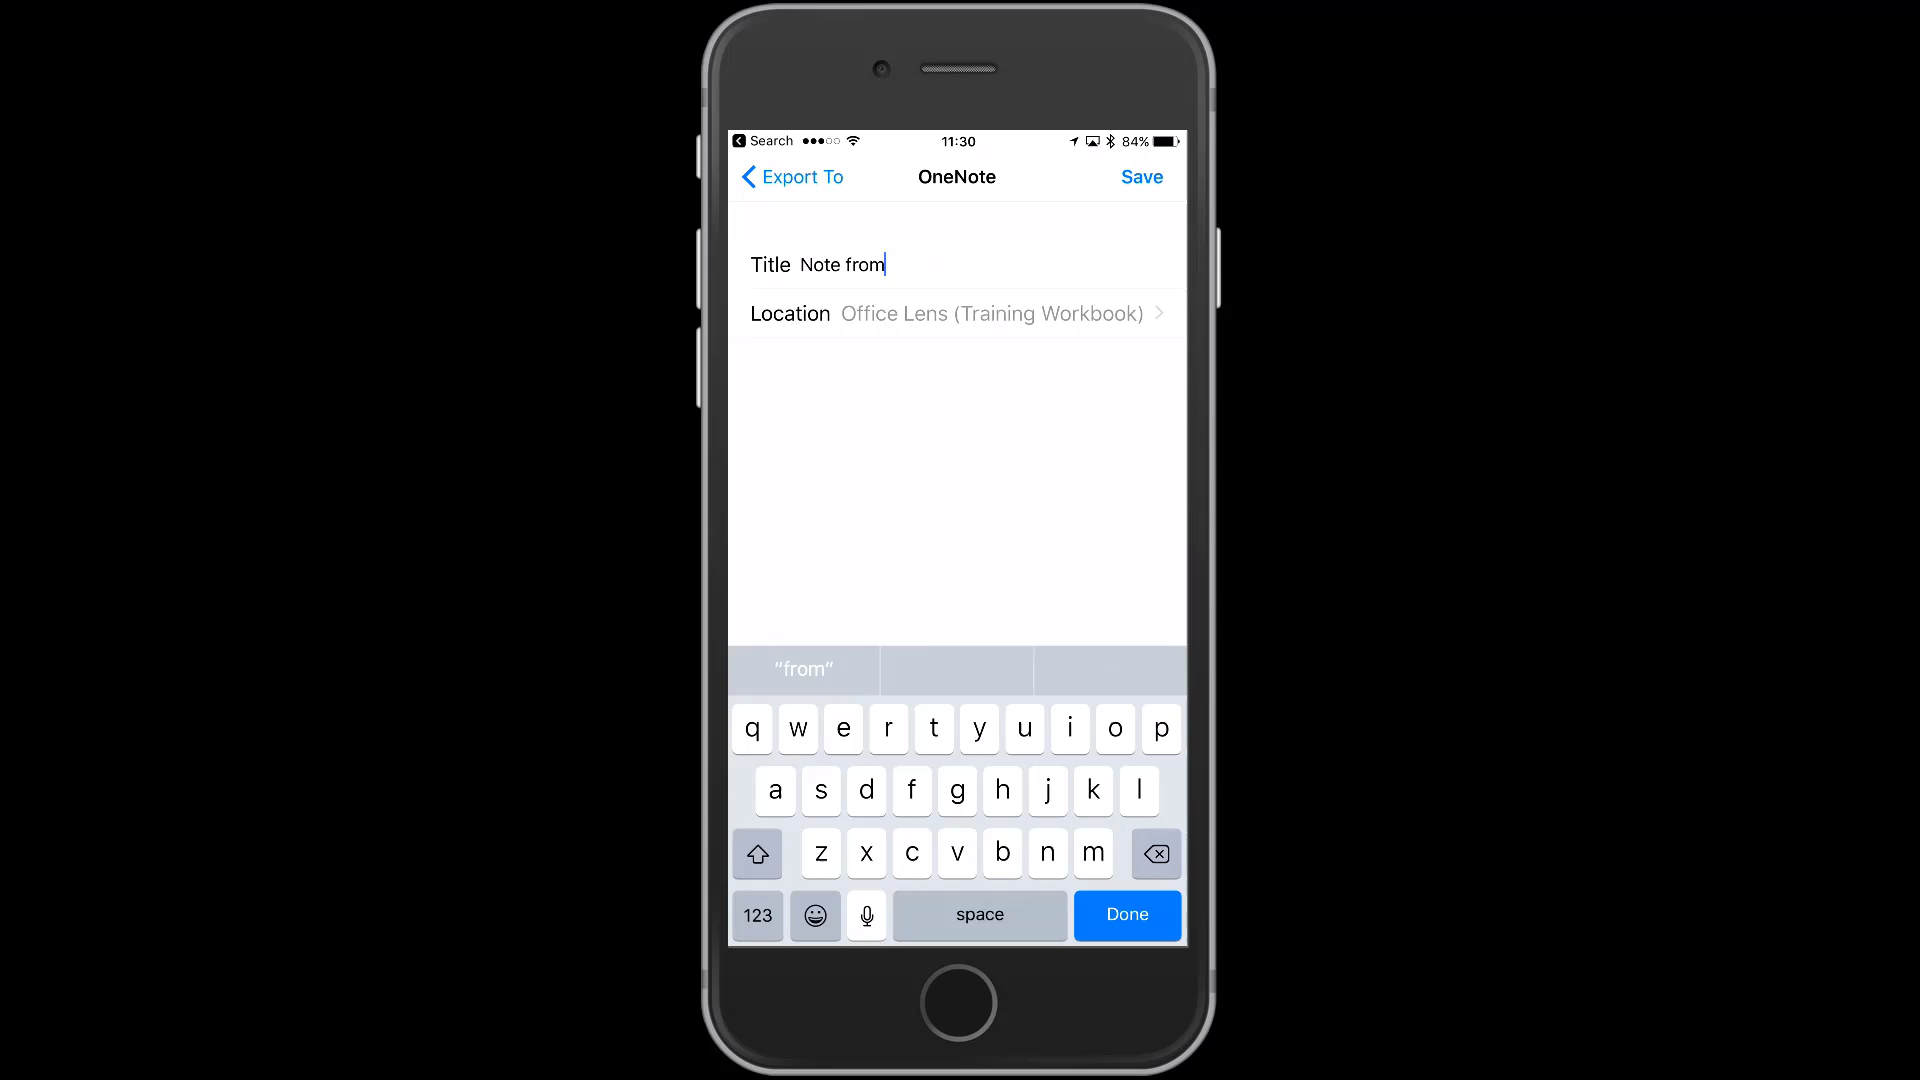 Search 11:30 84%
Export To OneNote Save
Title Note from
Location Office Lens (Training Workbook)
"from"
q w e r t y u i o p
a s d f g h j k l
z x c v b n m
123 space Done